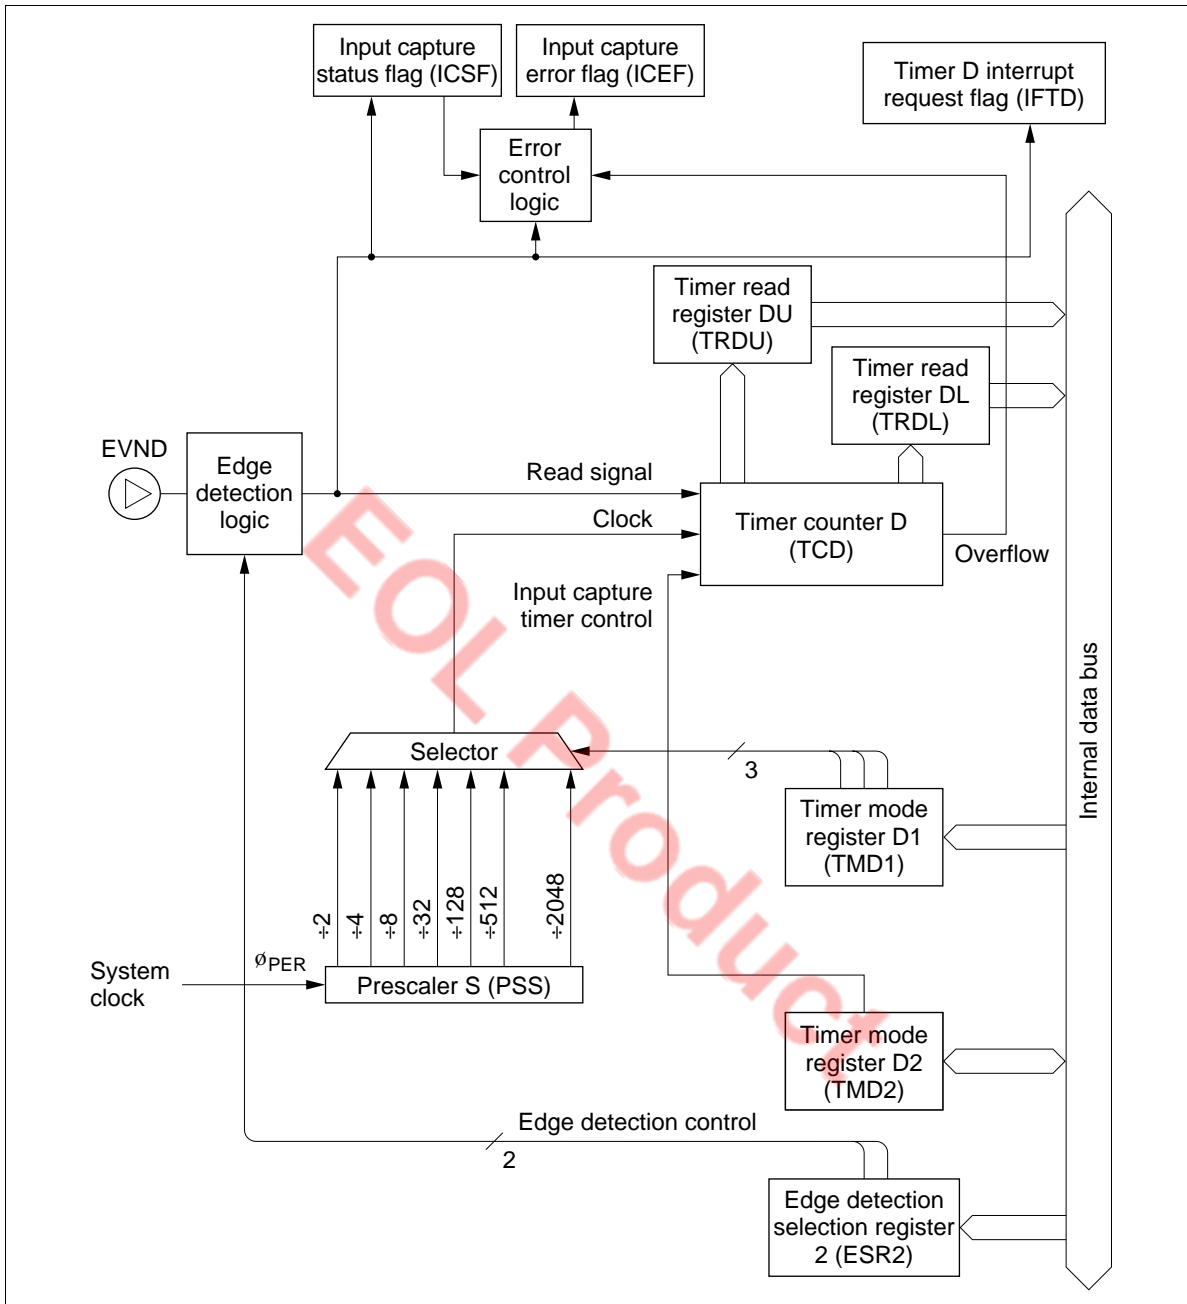 Input capture
status flag (ICSF)
Input capture
error flag (ICEF)
Timer D interrupt
request flag (IFTD)
Error
control
logic
Timer read
register DU
(TRDU)
Timer read
register DL
(TRDL)
EVND
Edge
detection
logic
Read signal
Clock
Timer counter D
(TCD)
Overflow
Input capture
timer control
Internal data bus
Selector
3
Timer mode
register D1
(TMD1)
÷2
÷4
÷8
÷32
÷128
÷512
÷2048
System
clock
øPER
Prescaler S (PSS)
Timer mode
register D2
(TMD2)
Edge detection control
2
Edge detection
selection register
2 (ESR2)
EOL Product